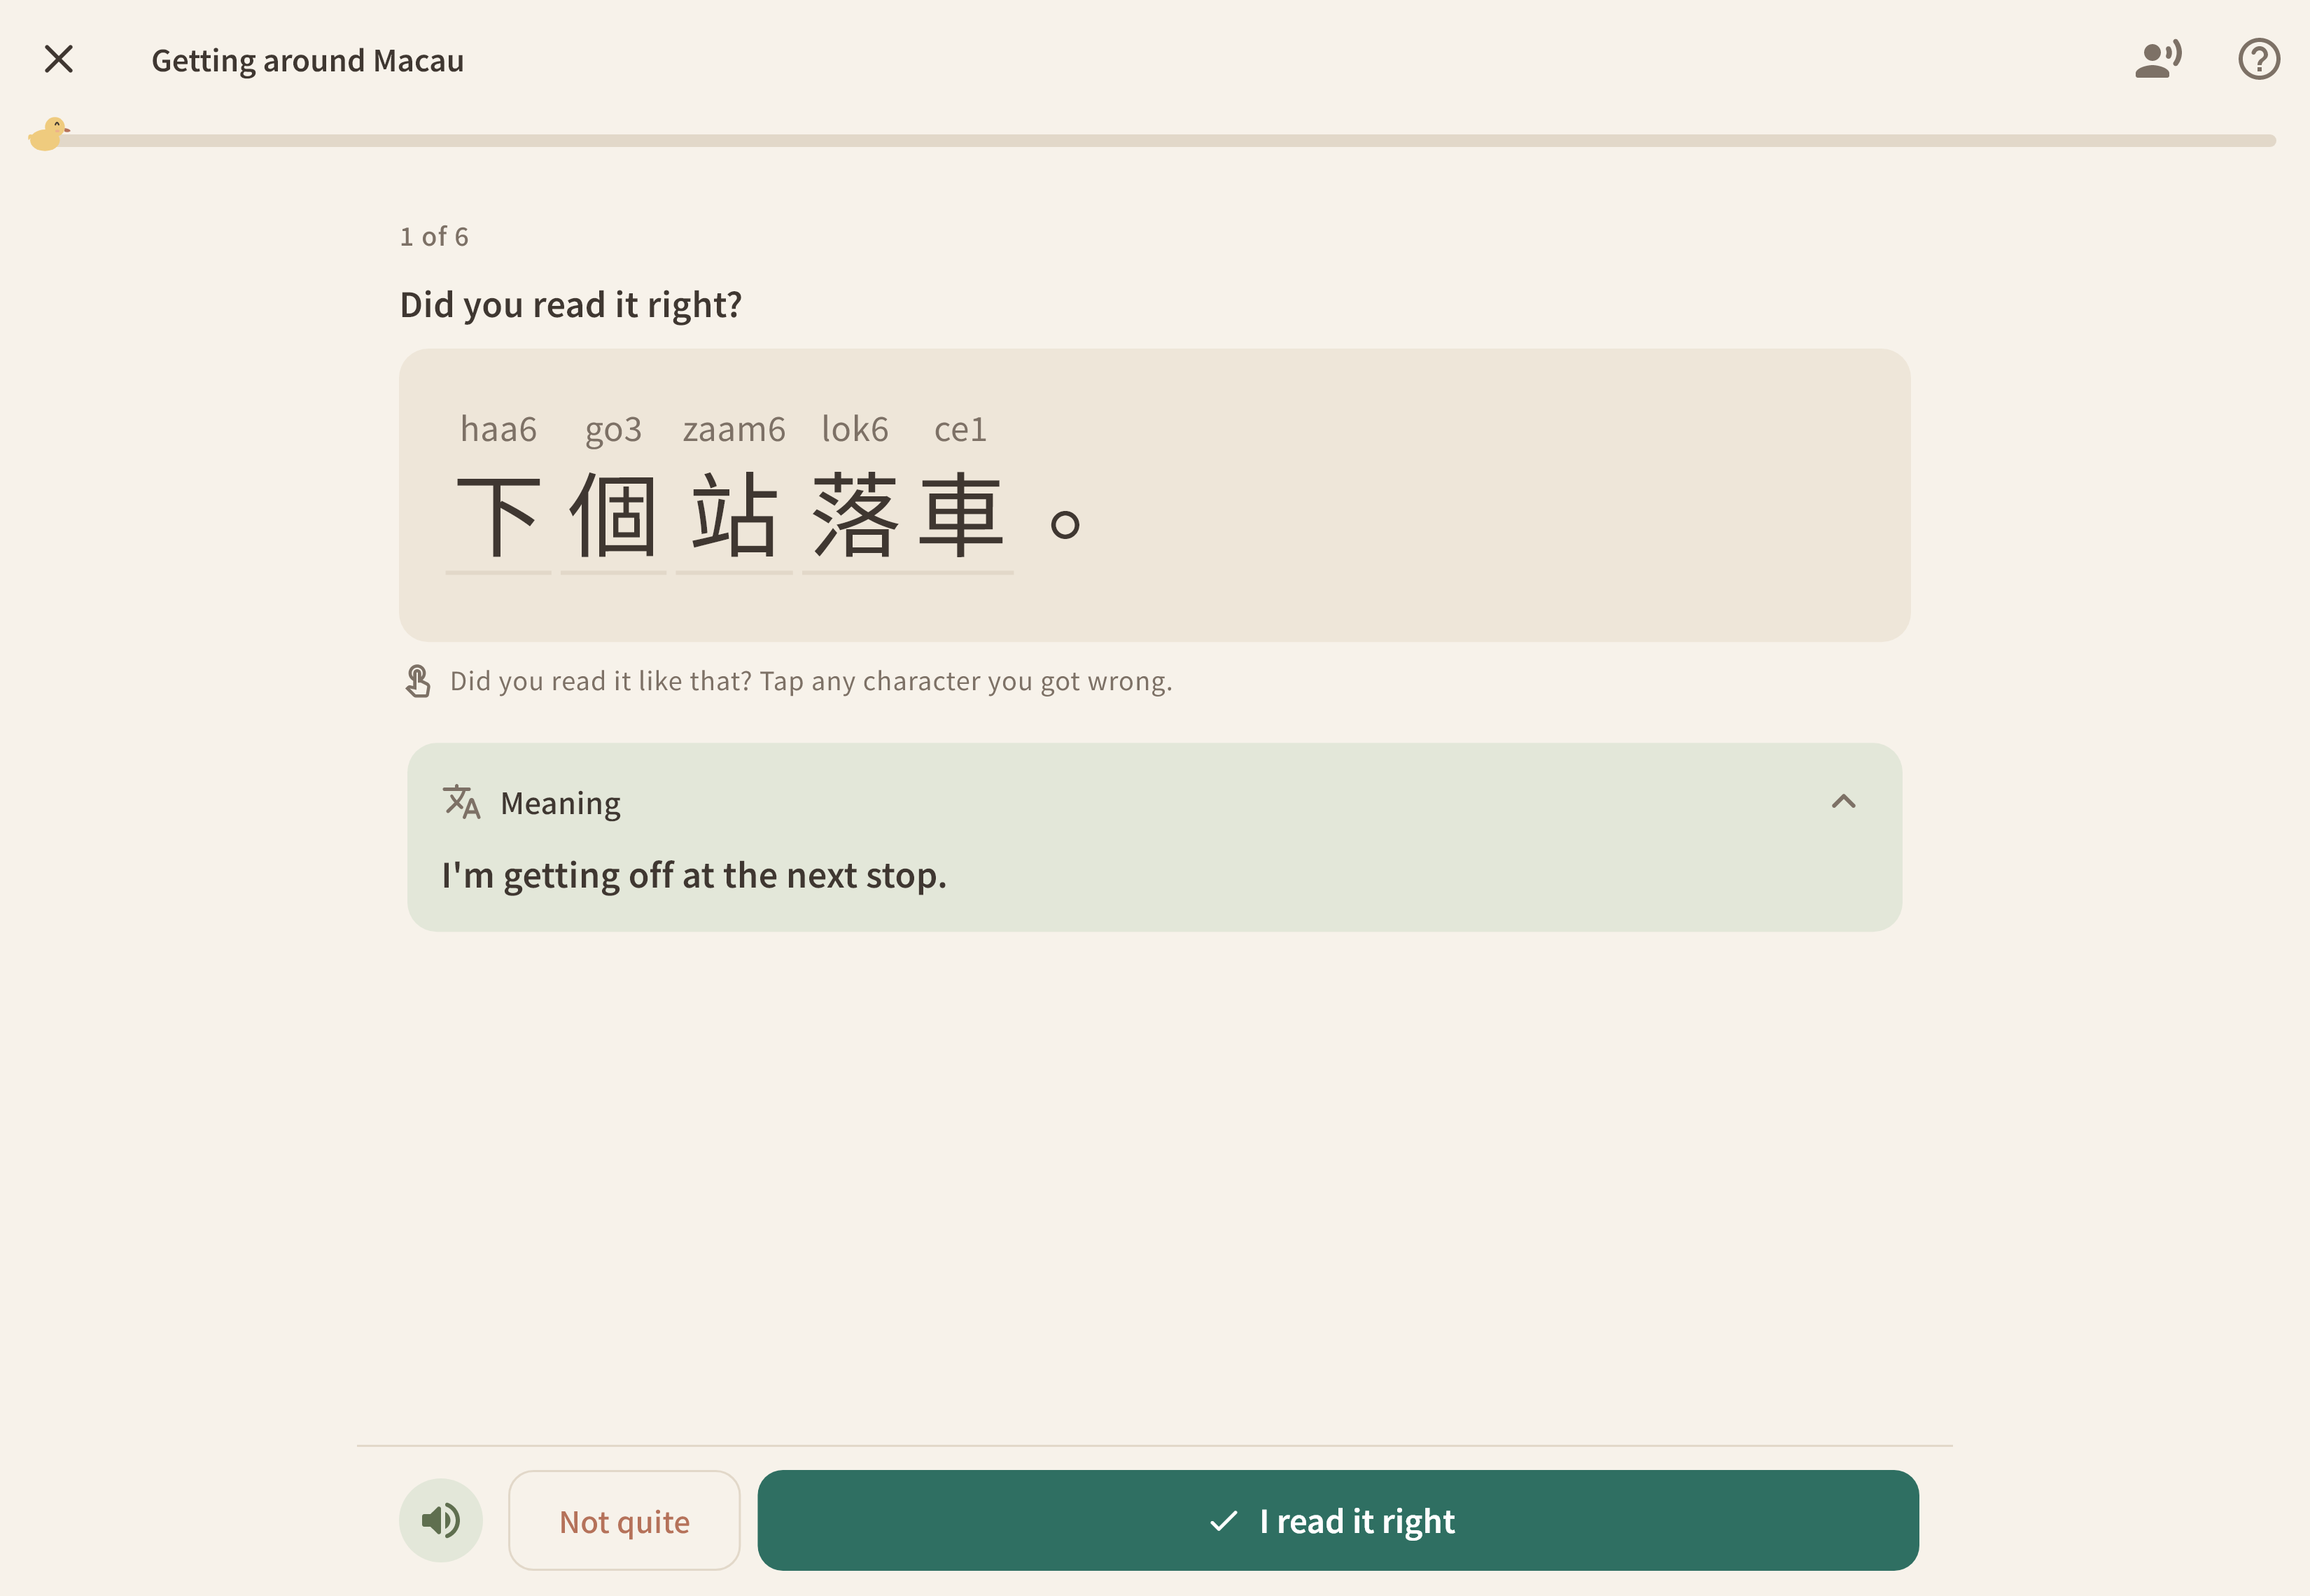 Getting around Macau
1 of 6
Did you read it right?
haa6 go3 zaam6 lok6 ce1
下個站落車。
Did you read it like that? Tap any character you got wrong.
Meaning
I'm getting off at the next stop.
Not quite
I read it right